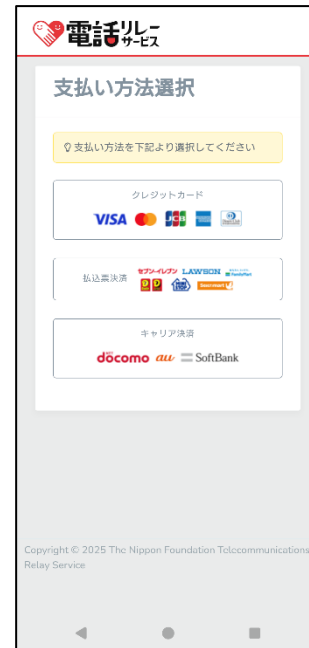 電話リレーサービス
支払い方法選択
支払い方法を下記より選択してください
クレジットカード
VISA JCB
払込票決済 セブン-イレブン LAWSON FamilyMart
キャリア決済
döcomo au SoftBank
Copyright © 2025 The Nippon Foundation Telecommunications
Relay Service